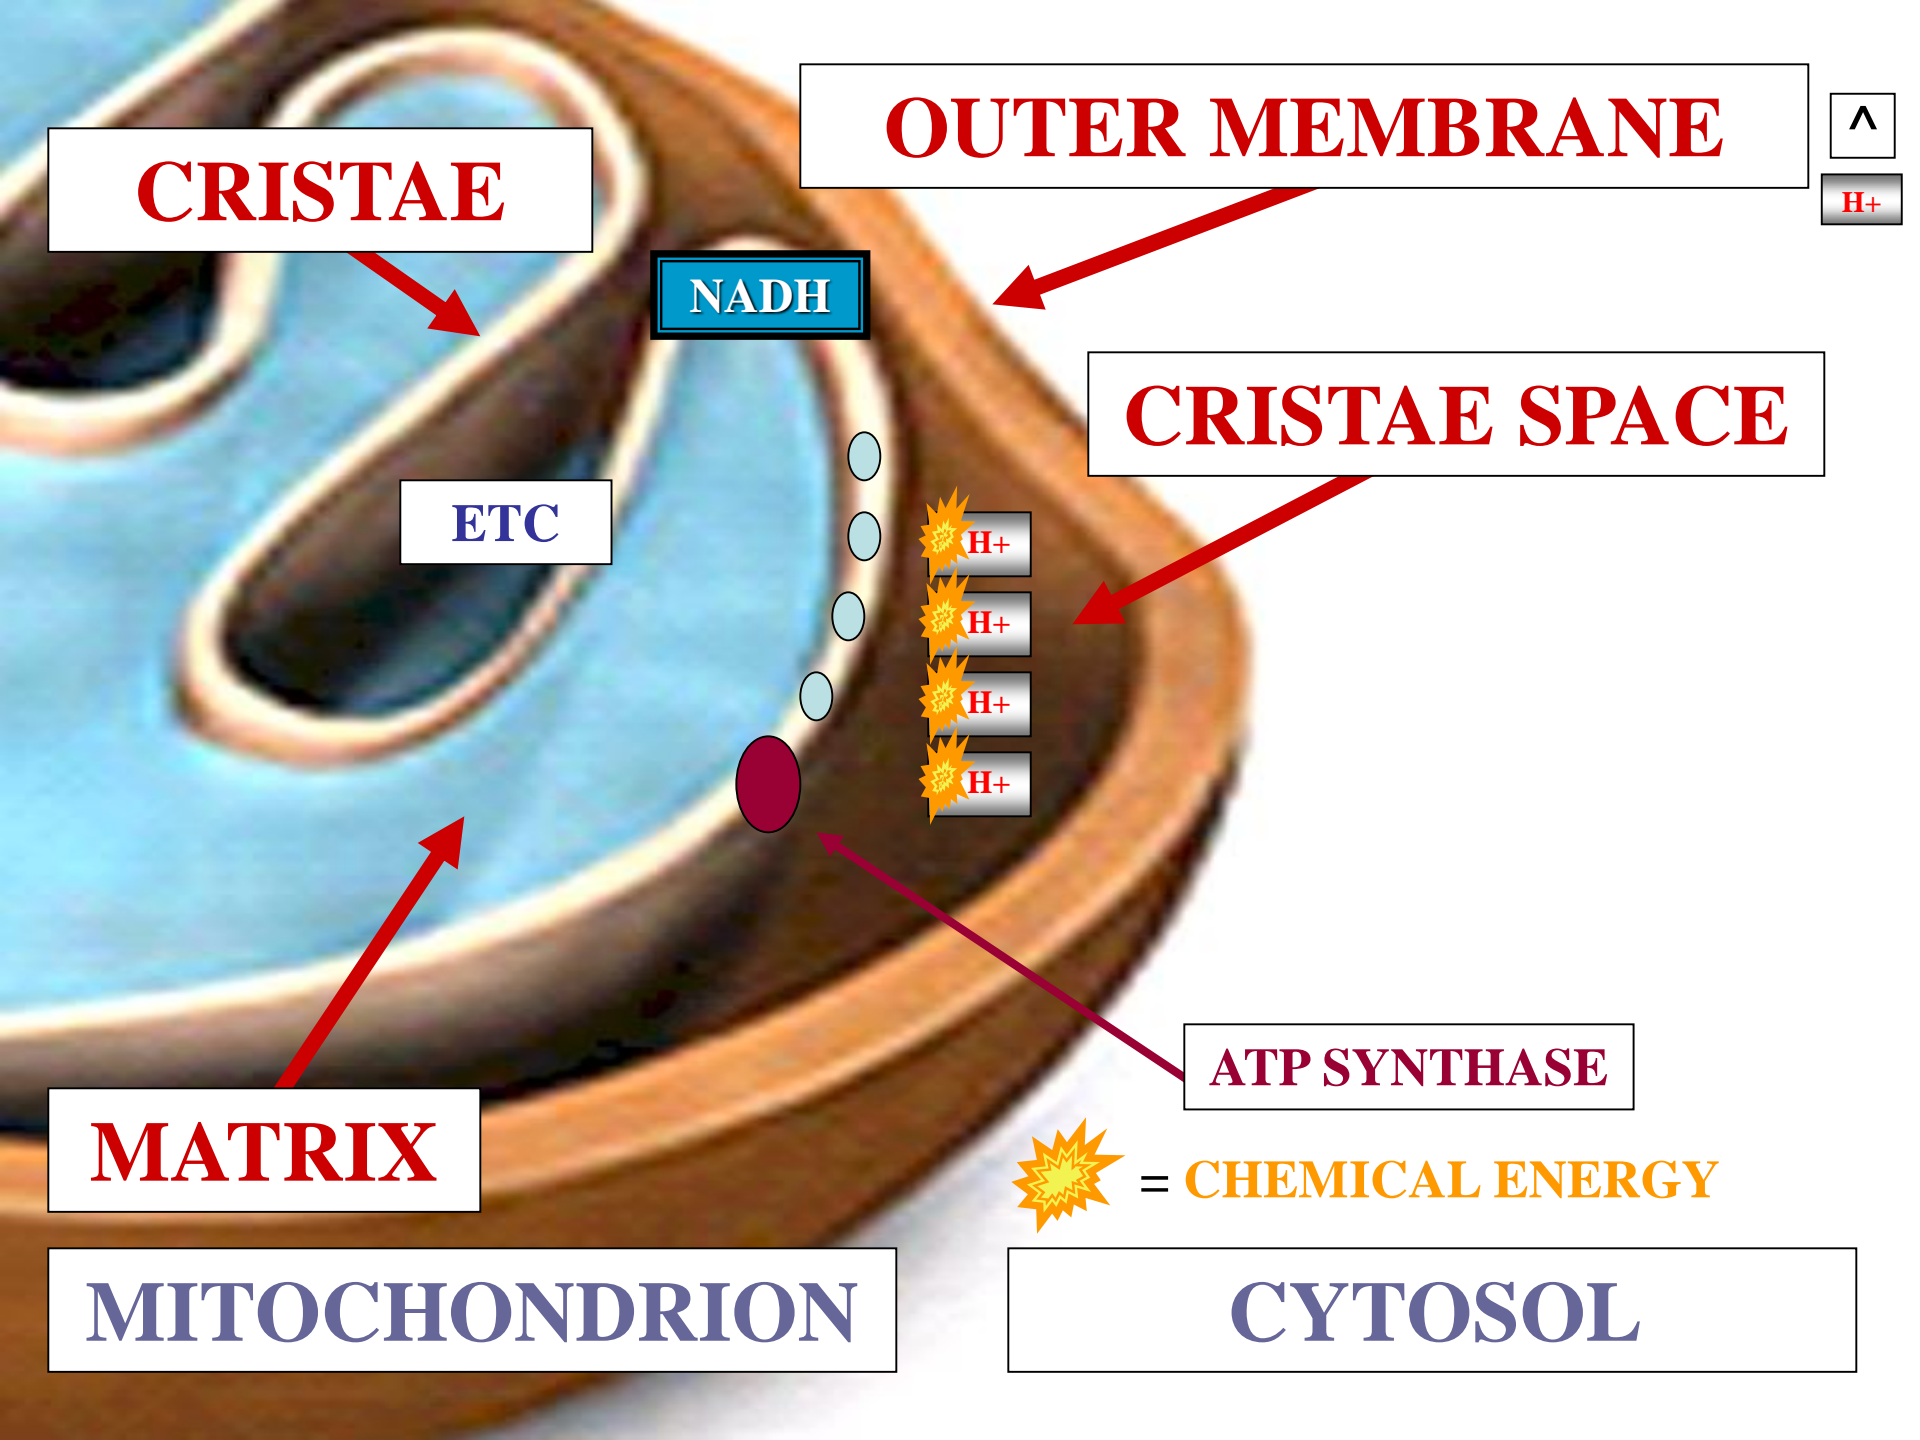 OUTER MEMBRANE
^
CRISTAE
H+
NADH
CRISTAE SPACE
ETC
H+
H+
H+
H+
ATP SYNTHASE
MATRIX
= CHEMICAL ENERGY
MITOCHONDRION
CYTOSOL